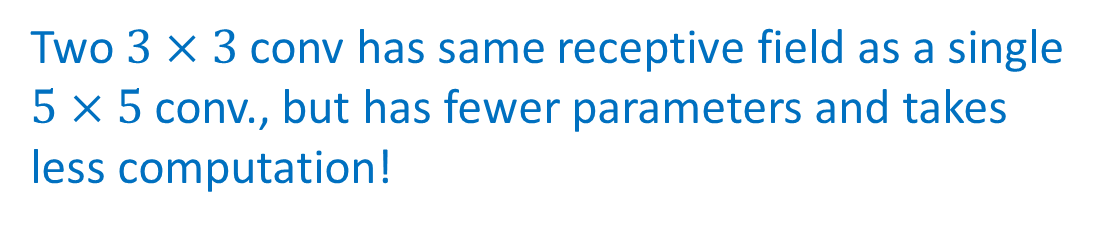 Two 3 × 3 conv has same receptive field as a single
5 × 5 conv., but has fewer parameters and takes
less computation!